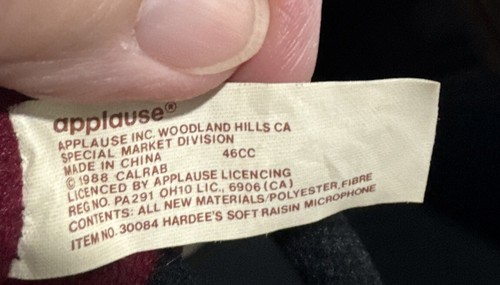 applause®
APPLAUSE INC. WOODLAND HILLS CA
SPECIAL MARKET DIVISION
MADE IN CHINA 46CC
© 1988 CALRAB
LICENCED BY APPLAUSE LICENCING
REG NO. PA291 OH10 LIC., 6906 (CA)
CONTENTS: ALL NEW MATERIALS/POLYESTER, FIBRE
ITEM NO. 30084 HARDEE'S SOFT RAISIN MICROPHONE